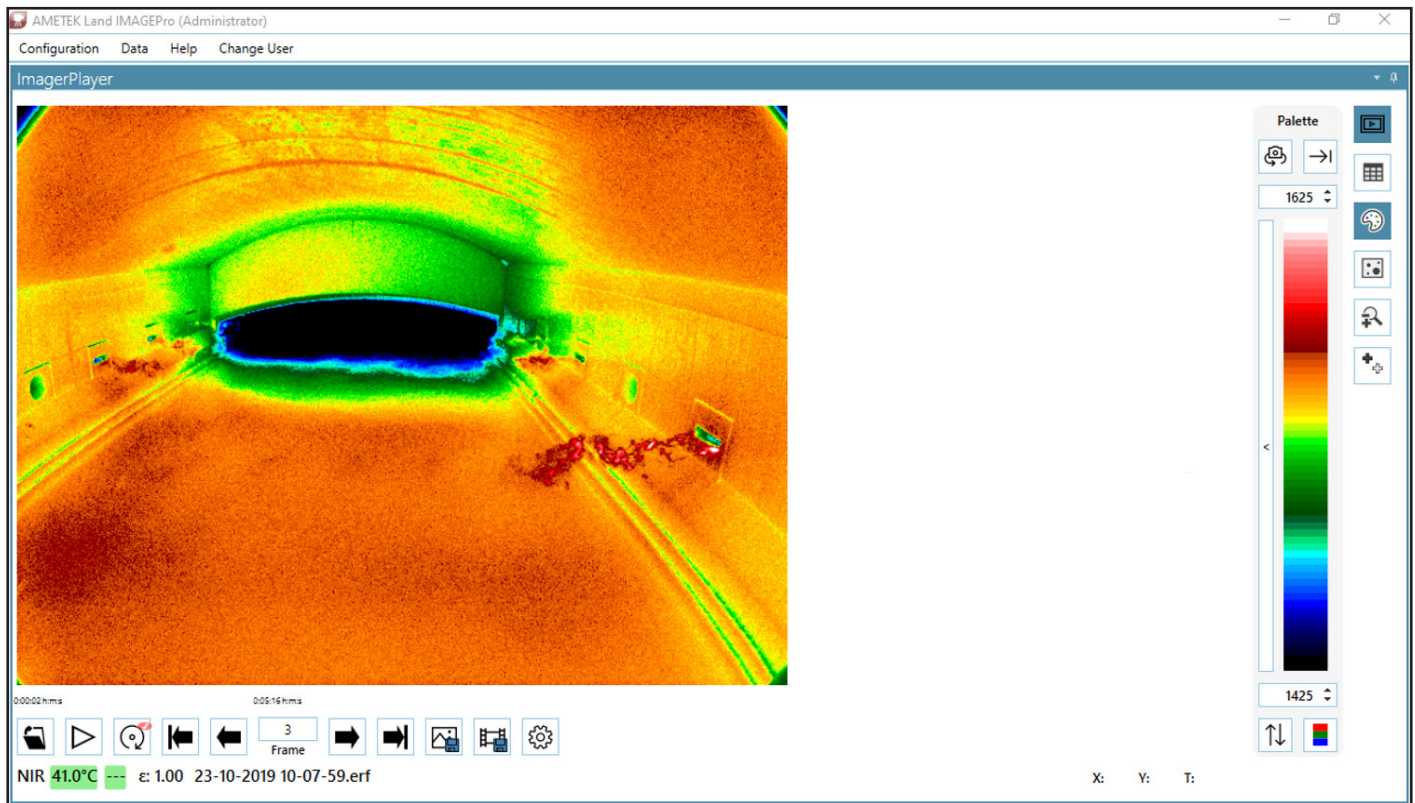 AMETEK Land IMAGEPro (Administrator)
Configuration Data Help Change User
ImagerPlayer
Palette
1625
<
1425
0:00:02 h:m:s 0:05:16 h:m:s
3
Frame
NIR 41.0°C --- ε: 1.00 23-10-2019 10-07-59.erf
X: Y: T: